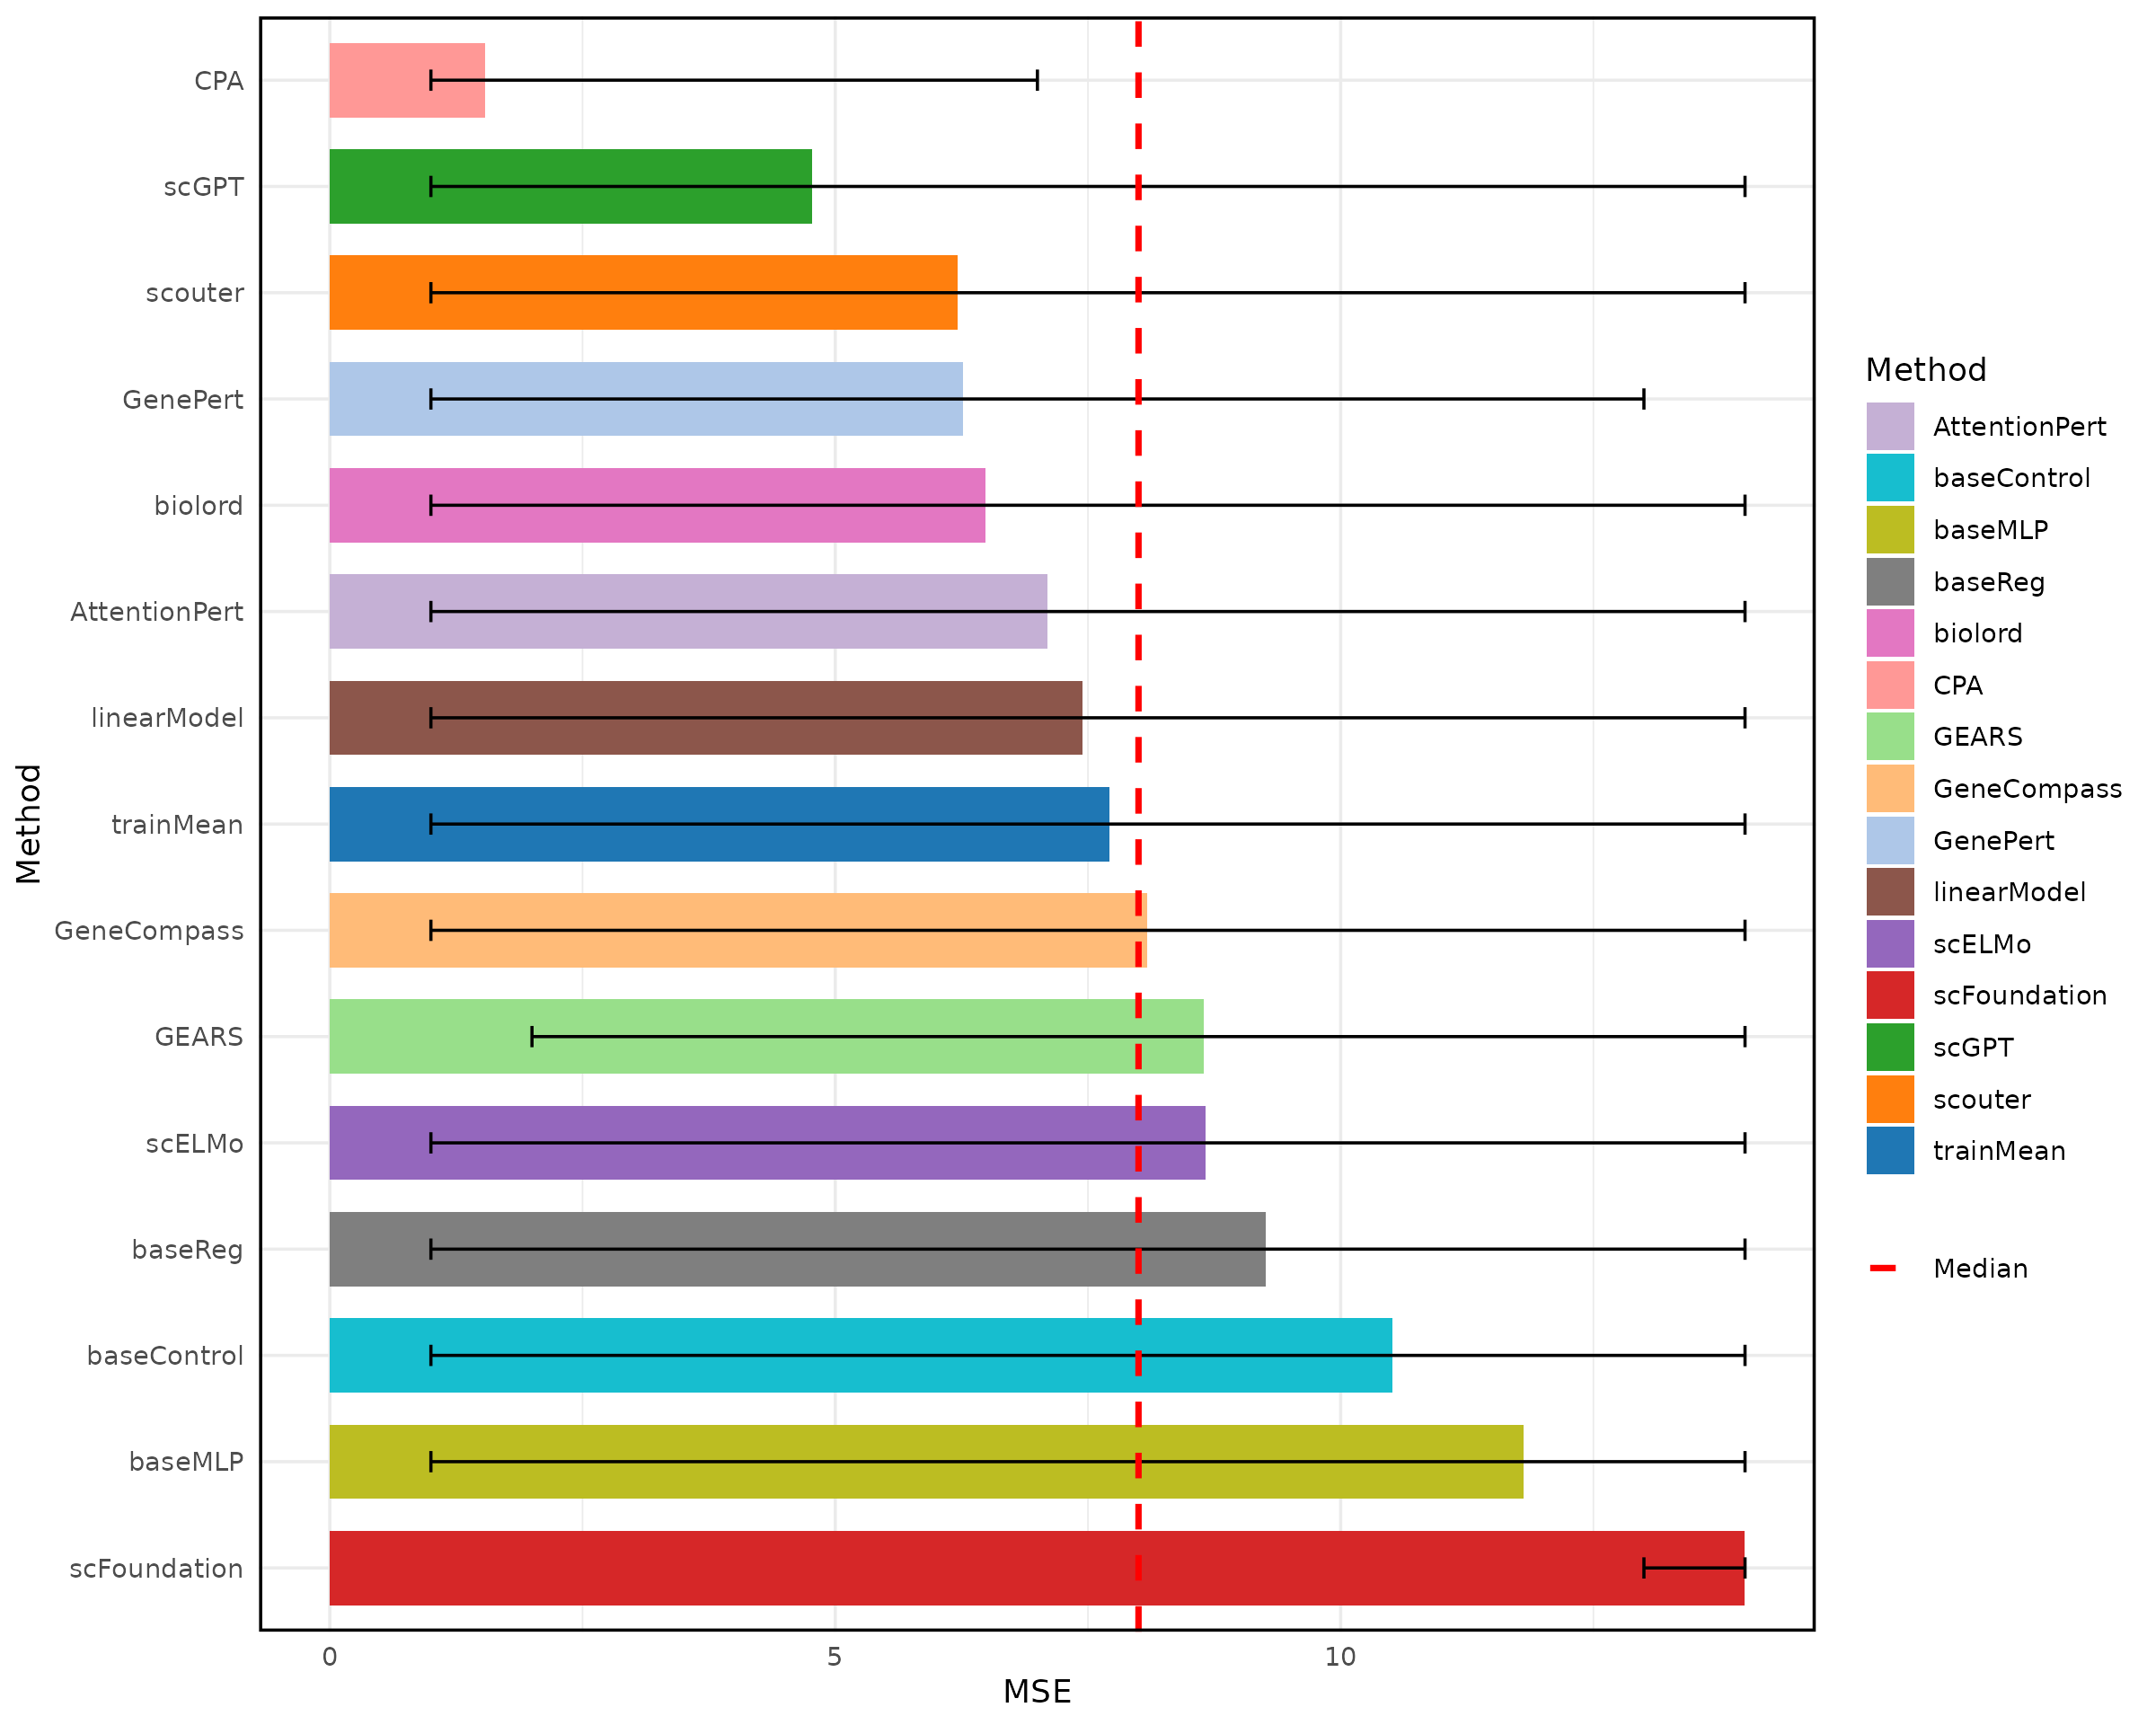 CPA
scGPT
scouter
GenePert
biolord
AttentionPert
linearModel
trainMean
GeneCompass
GEARS
scELMo
baseReg
baseControl
baseMLP
scFoundation
Method
0 5 10
MSE
Method
AttentionPert
baseControl
baseMLP
baseReg
biolord
CPA
GEARS
GeneCompass
GenePert
linearModel
scELMo
scFoundation
scGPT
scouter
trainMean
Median